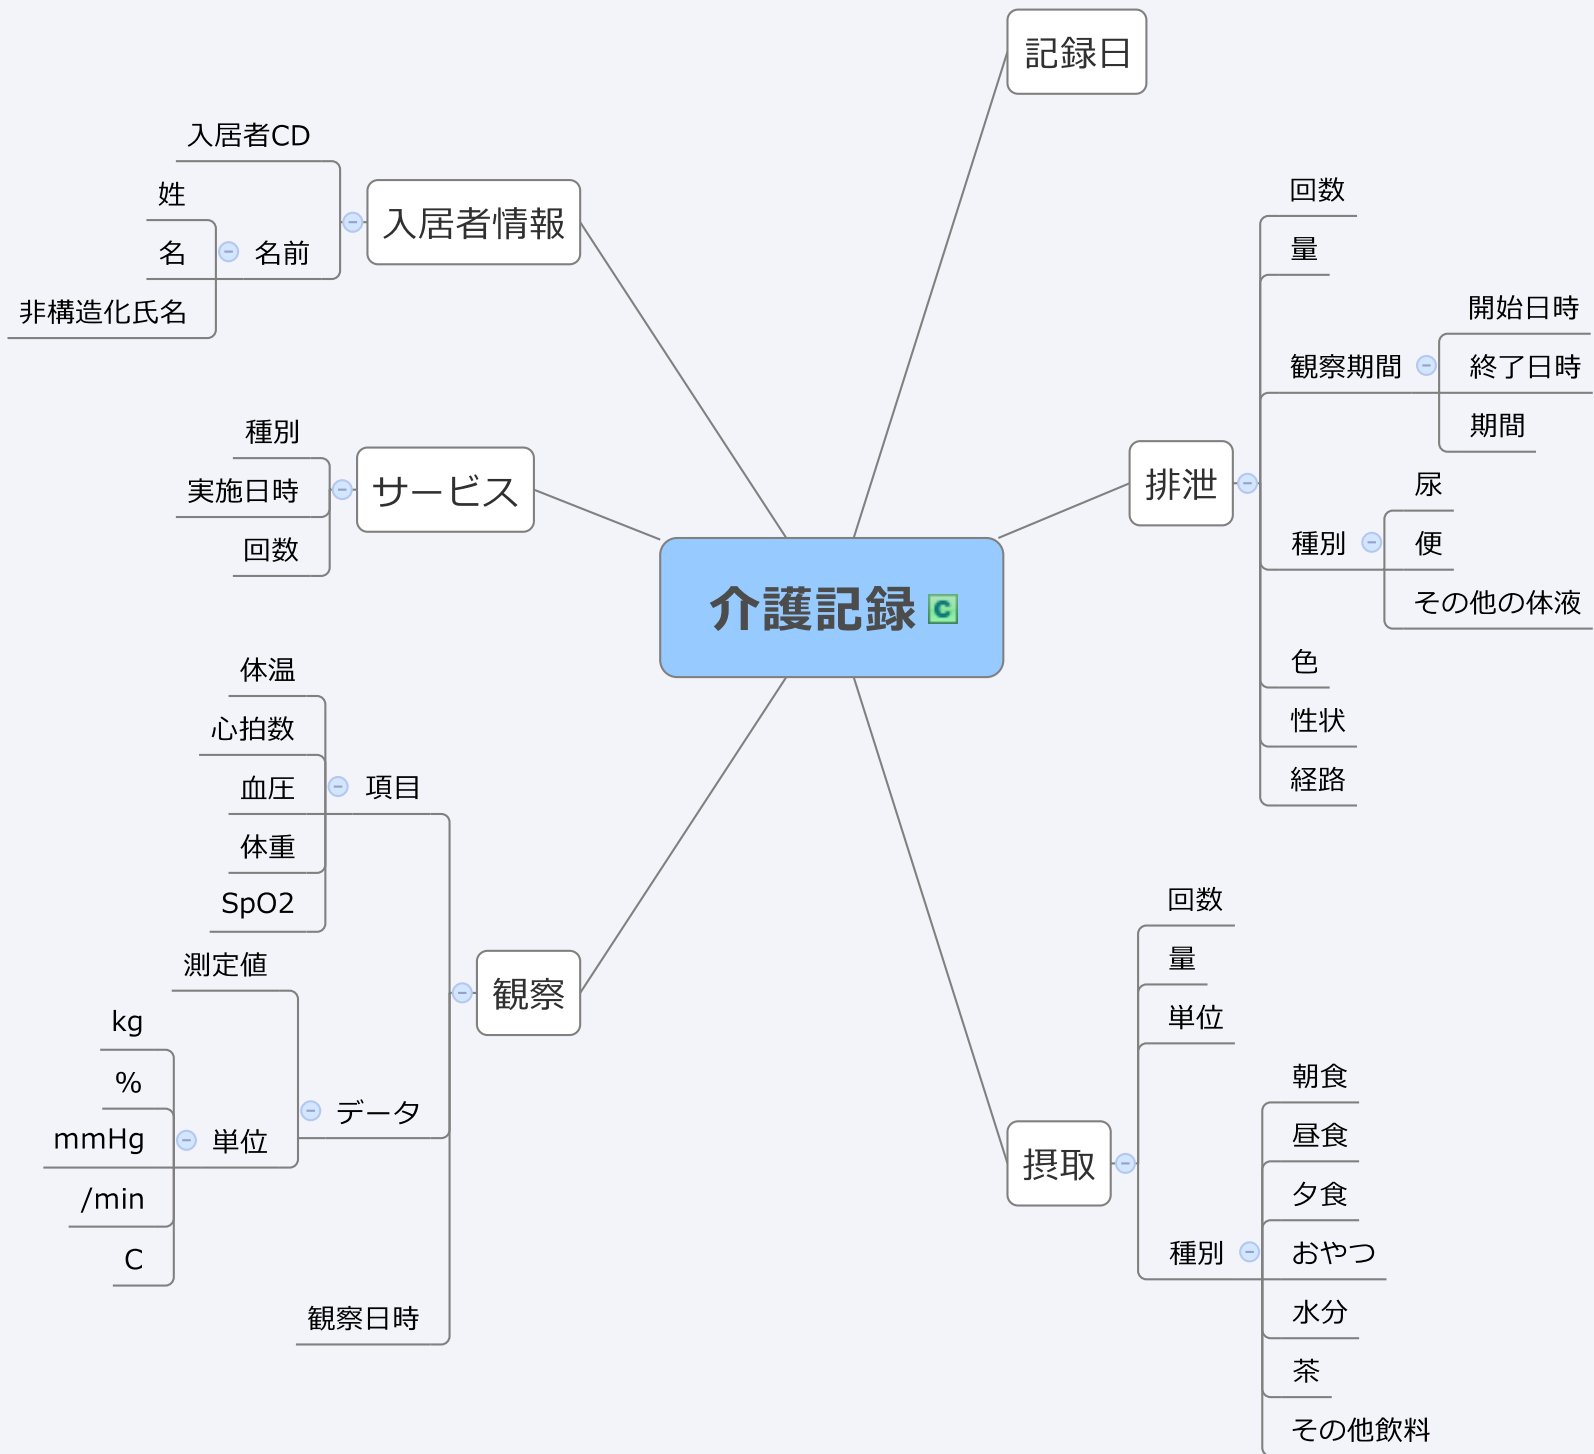 介護記録
C
記録日
排泄
回数
量
観察期間
開始日時
終了日時
期間
種別
尿
便
その他の体液
色
性状
経路
摂取
回数
量
単位
種別
朝食
昼食
夕食
おやつ
水分
茶
その他飲料
入居者情報
入居者CD
名前
姓
名
非構造化氏名
サービス
種別
実施日時
回数
観察
項目
体温
心拍数
血圧
体重
SpO2
データ
測定値
単位
kg
%
mmHg
/min
C
観察日時